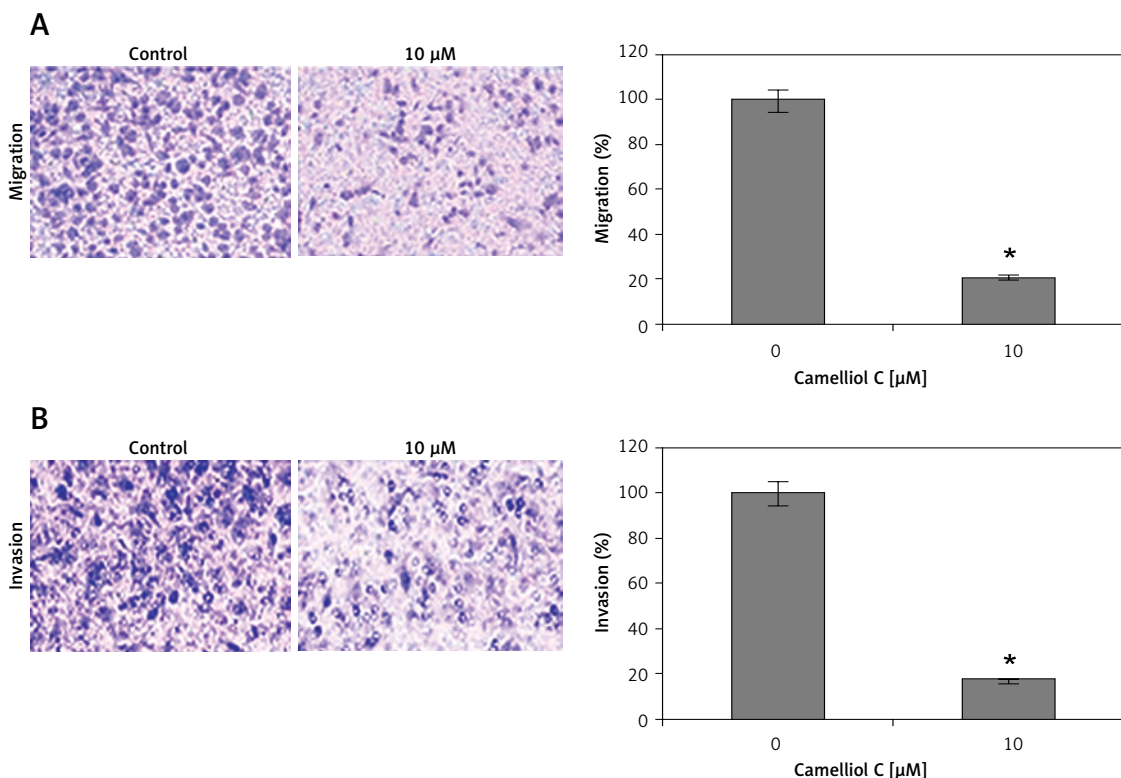 A
Control 10 µM
Migration
120
100
80
60
40
20
0
Migration (%)
*
0 10
Camelliol C [µM]
B
Control 10 µM
Invasion
120
100
80
60
40
20
0
Invasion (%)
*
0 10
Camelliol C [µM]